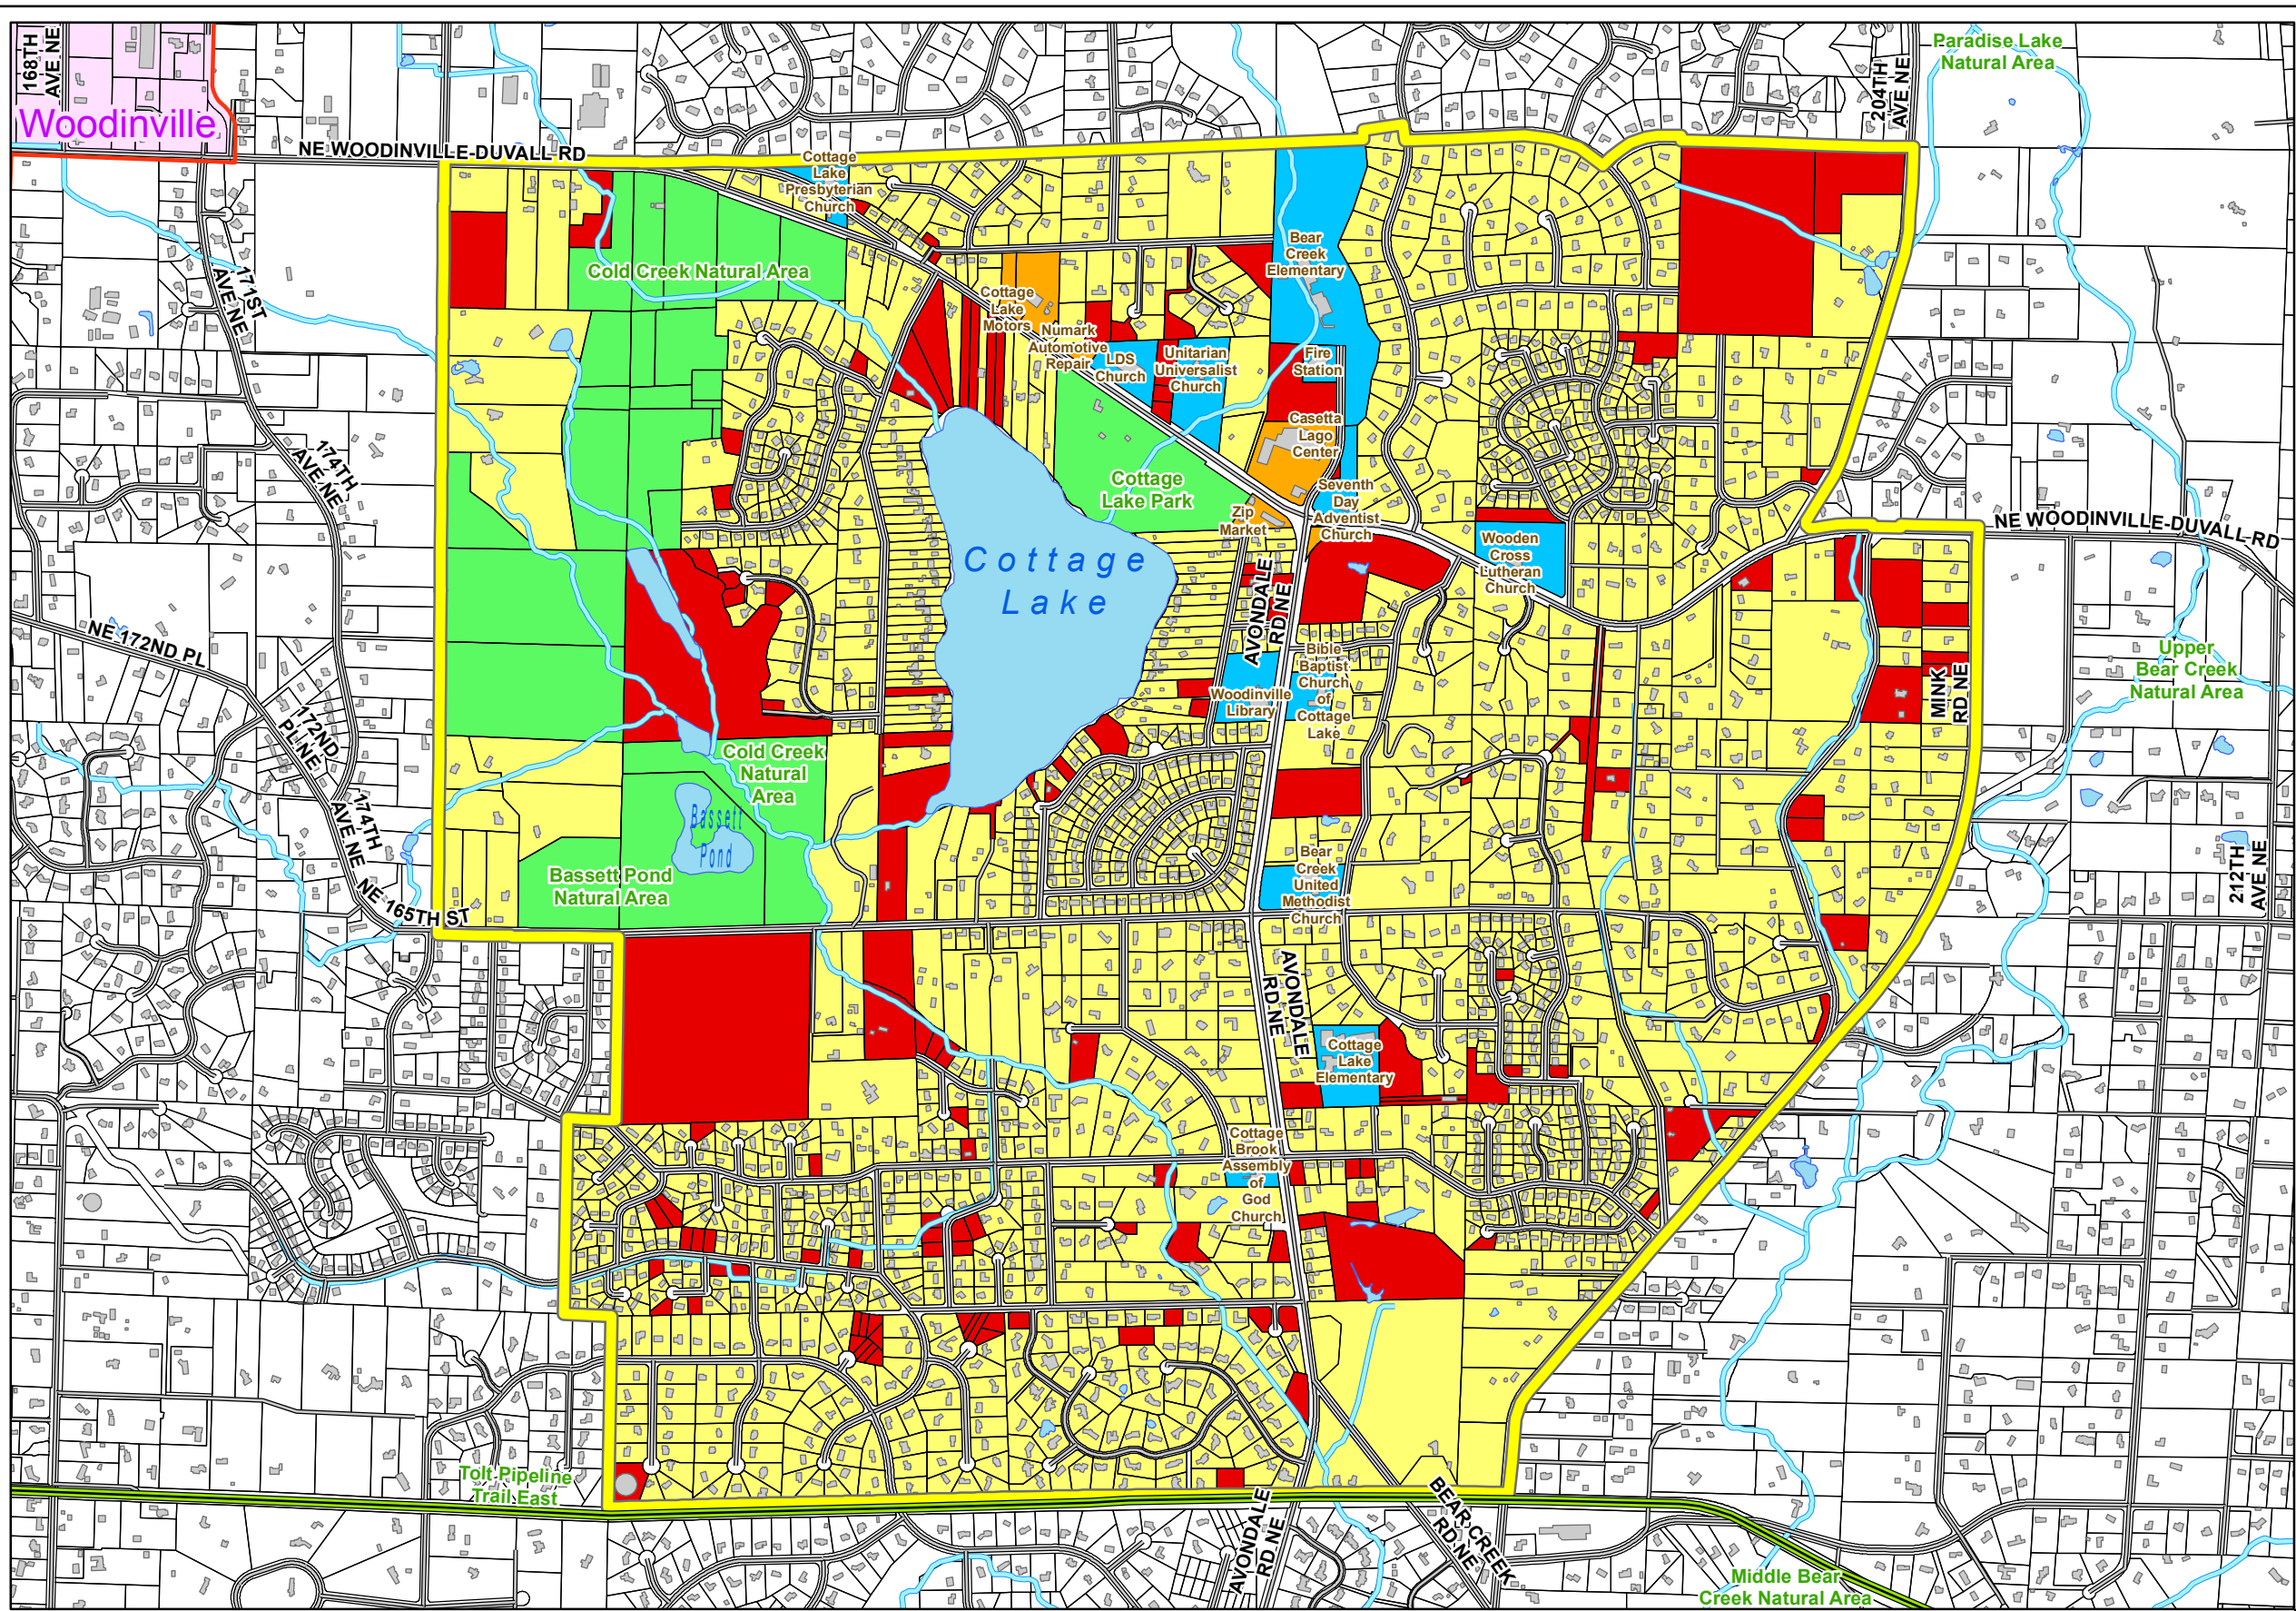 168TH
AVE NE
Woodinville
NE WOODINVILLE-DUVALL RD
204TH
AVE NE
Paradise Lake
Natural Area
Cottage
Lake
Presbyterian
Church
171ST
AVE NE
Cold Creek Natural Area
Cottage
Lake
Motors
Numark
Automotive
Repair
LDS
Church
Unitarian
Universalist
Church
Bear
Creek
Elementary
Fire
Station
Casetta
Lago
Center
174TH
AVE NE
Cottage
Lake Park
Seventh
Day
Adventist
Church
Zip
Market
Wooden
Cross
Lutheran
Church
NE WOODINVILLE-DUVALL RD
Cottage
Lake
AVONDALE
RD NE
NE 172ND PL
Bible
Baptist
Church
of
Cottage
Lake
Woodinville
Library
MINK
RD NE
Upper
Bear Creek
Natural Area
172ND
PL NE
Cold Creek
Natural
Area
174TH
AVE NE
Bassett
Pond
Bassett Pond
Natural Area
Bear
Creek
United
Methodist
Church
212TH
AVE NE
NE 165TH ST
AVONDALE
RD NE
Cottage
Lake
Elementary
Cottage
Brook
Assembly
of
God
Church
Tolt Pipeline
Trail East
AVONDALE
RD NE
BEAR CREEK
RD NE
Middle Bear
Creek Natural Area